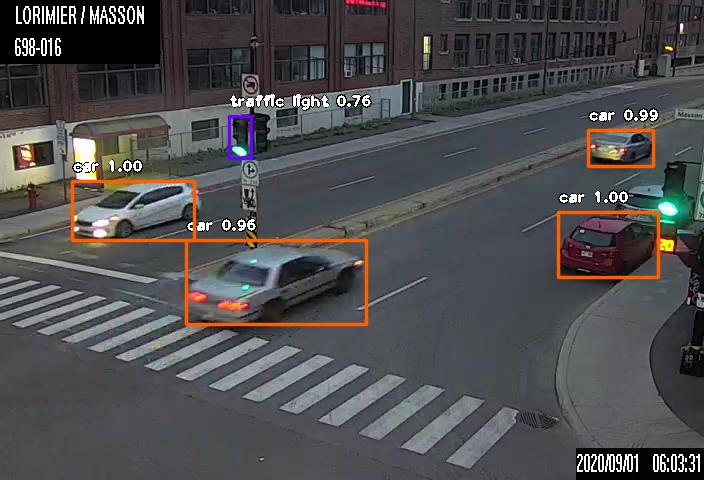 LORIMIER / MASSON
698-016
traffic light 0.76
car 0.99
car 1.00
car 1.00
car 0.96
Masson
2020/09/01 06:03:31